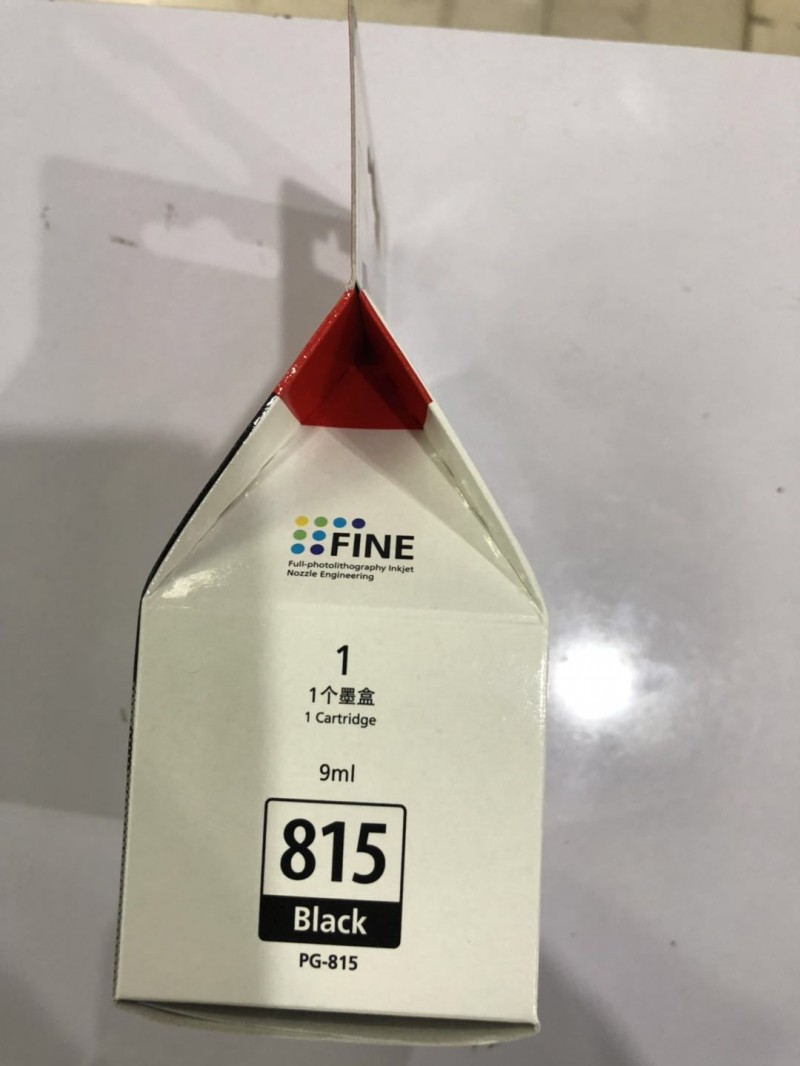 FINE
Full-photolithography Inkjet
Nozzle Engineering
1
1个墨盒
1 Cartridge
9ml
815
Black
PG-815